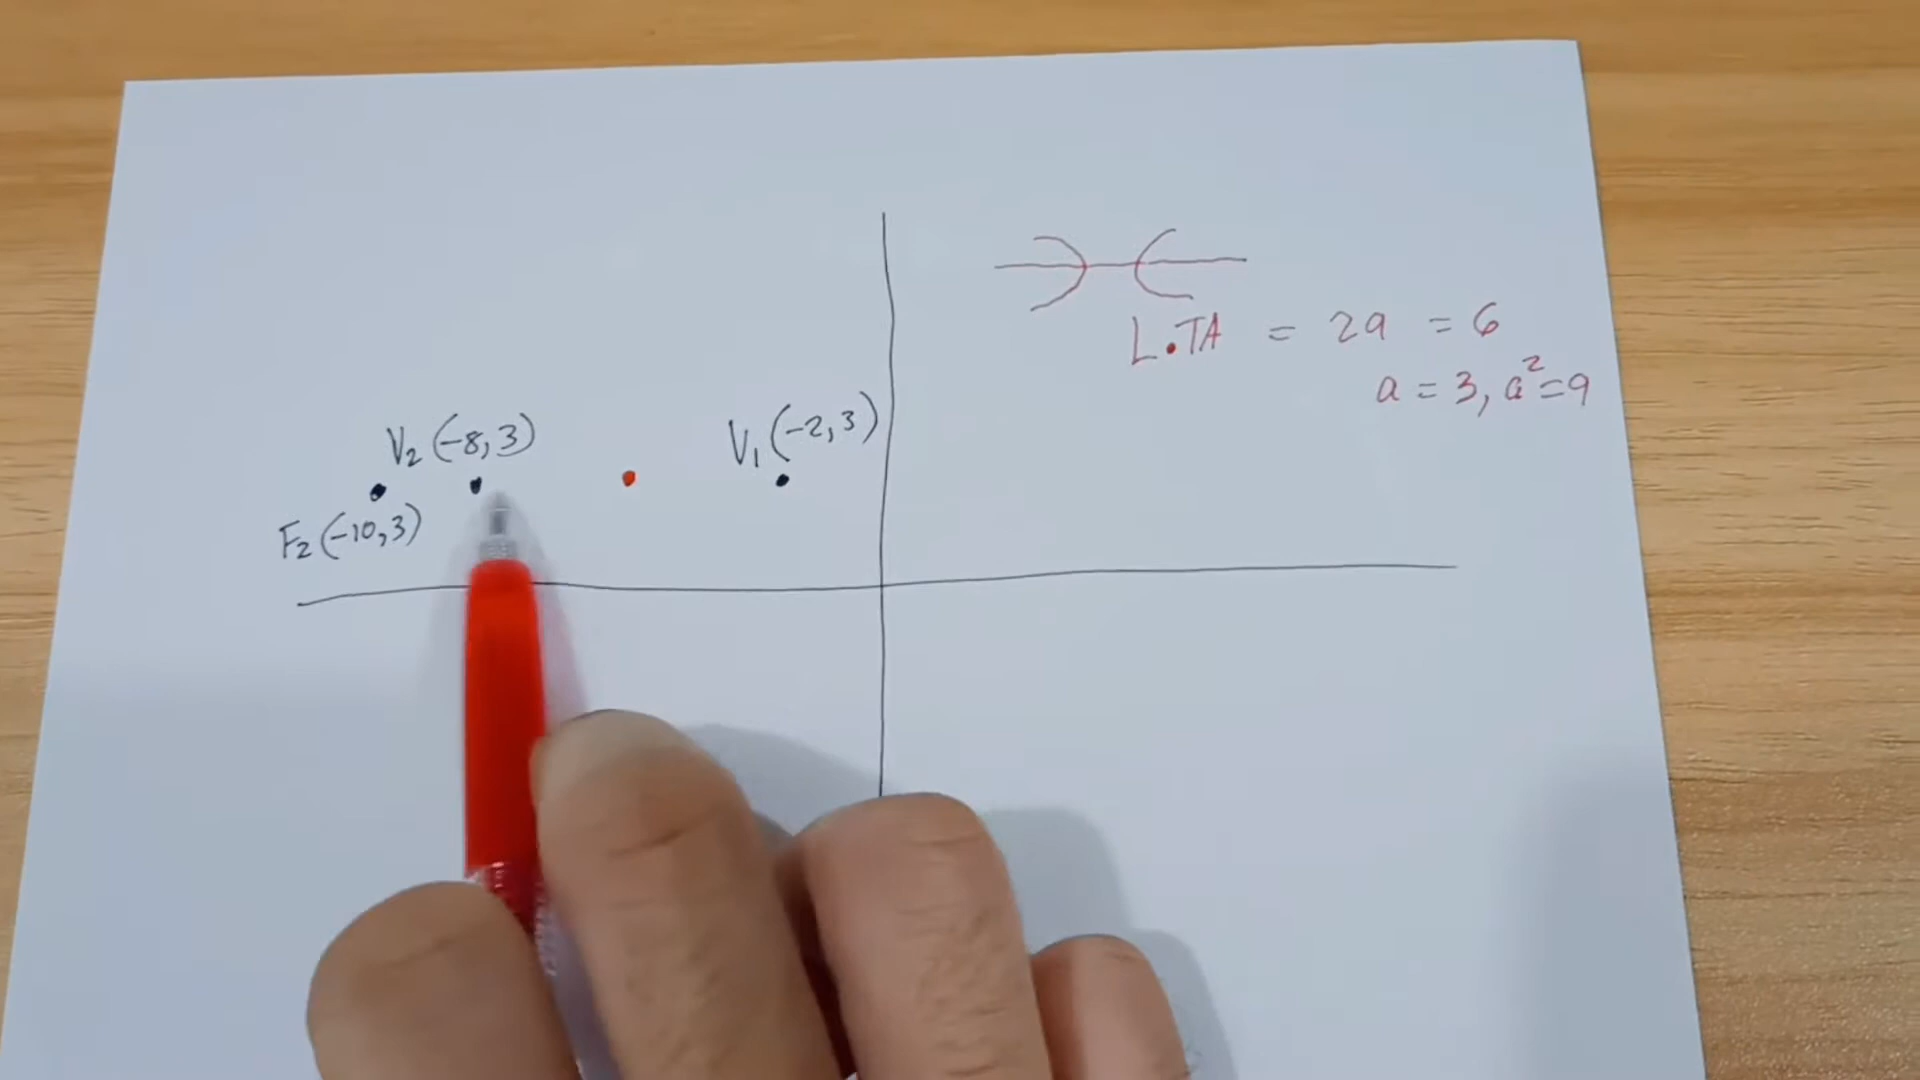 L.TA = 2a = 6
a = 3, a²=9
V₂(-8,3)
V₁(-2,3)
F₂(-10,3)